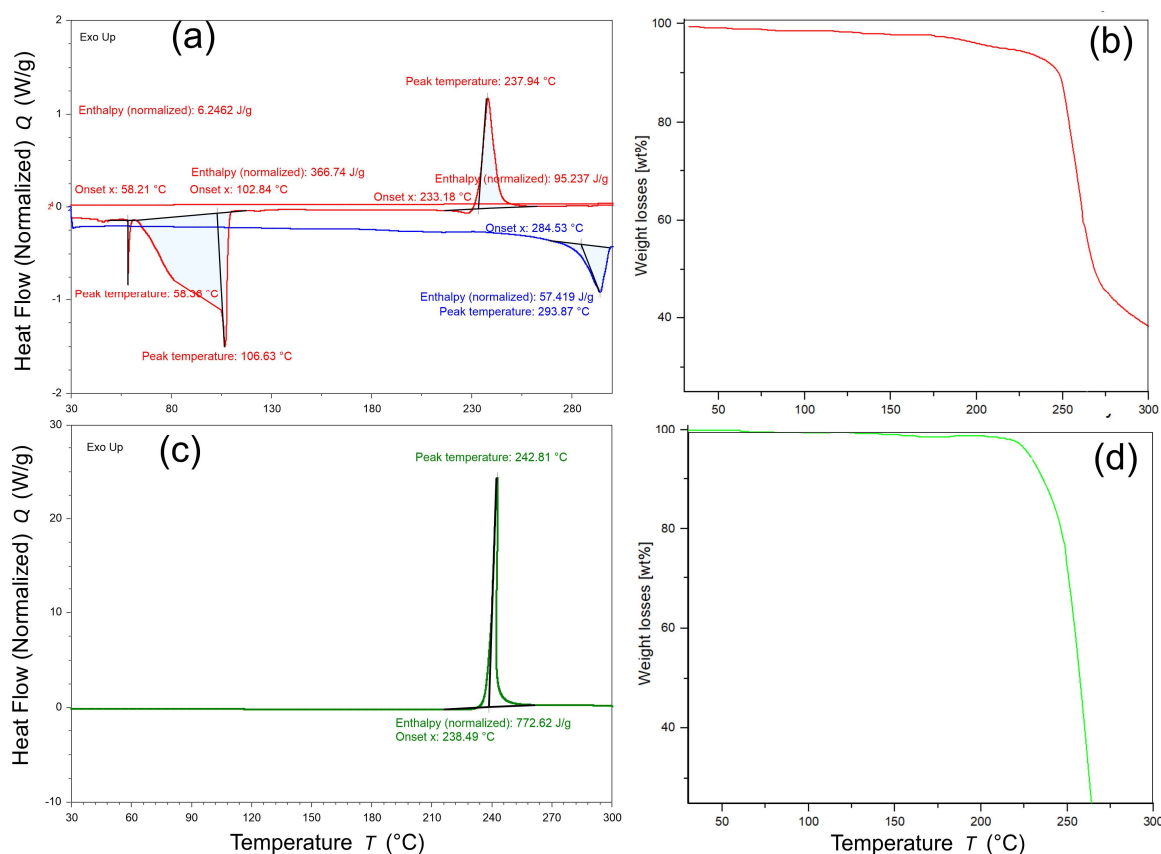 (a)
Exo Up
Peak temperature: 237.94 °C
Enthalpy (normalized): 6.2462 J/g
Enthalpy (normalized): 366.74 J/g
Enthalpy (normalized): 95.237 J/g
Onset x: 58.21 °C
Onset x: 102.84 °C
Onset x: 233.18 °C
Onset x: 284.53 °C
Peak temperature: 58.38 °C
Enthalpy (normalized): 57.419 J/g
Peak temperature: 293.87 °C
Peak temperature: 106.63 °C
Heat Flow (Normalized) Q (W/g)
2
1
0
-1
-2
30 80 130 180 230 280
(b)
Weight losses [wt%]
100
80
60
40
50 100 150 200 250 300
(c)
Exo Up
Peak temperature: 242.81 °C
Enthalpy (normalized): 772.62 J/g
Onset x: 238.49 °C
Heat Flow (Normalized) Q (W/g)
30
20
10
0
-10
30 60 90 120 150 180 210 240 270 300
Temperature T (°C)
(d)
Weight losses [wt%]
100
80
60
40
50 100 150 200 250 300
Temperature T (°C)